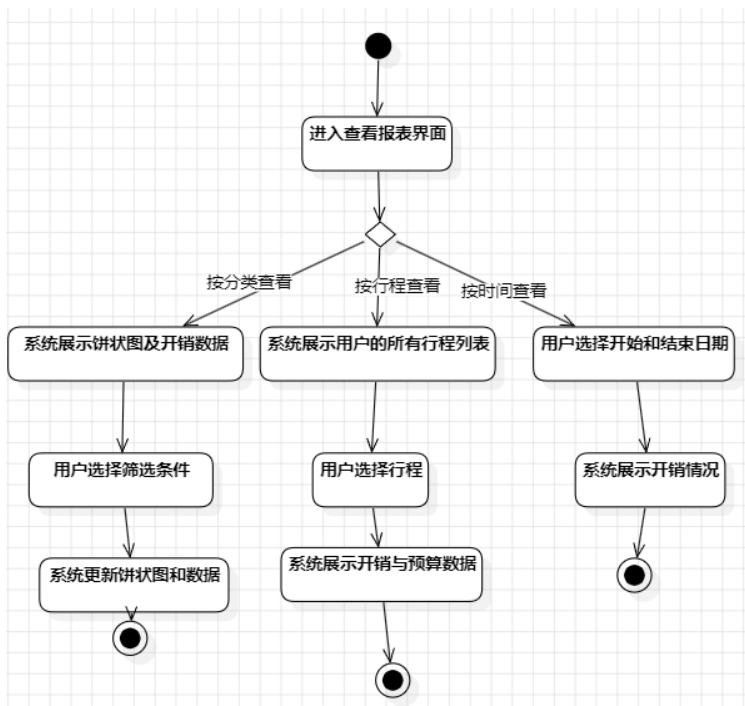 进入查看报表界面
按分类查看
按行程查看
按时间查看
系统展示饼状图及开销数据
系统展示用户的所有行程列表
用户选择开始和结束日期
用户选择筛选条件
用户选择行程
系统展示开销情况
系统更新饼状图和数据
系统展示开销与预算数据